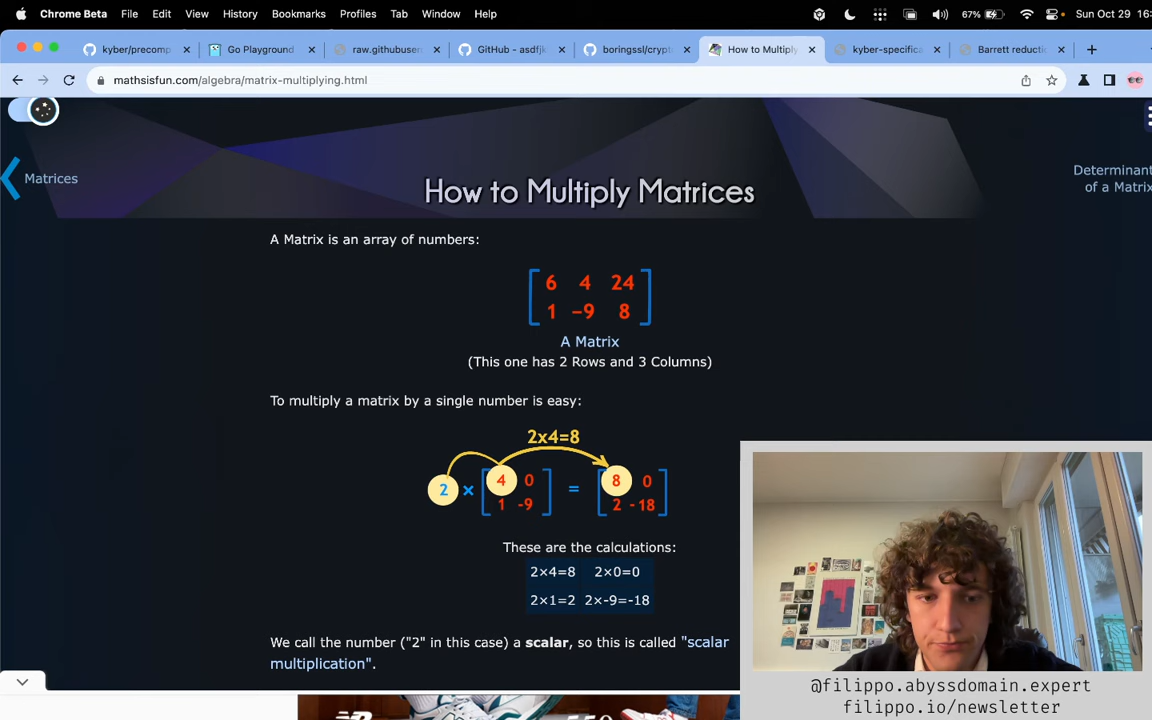 Chrome Beta File Edit View History Bookmarks Profiles Tab Window Help 67% Sun Oct 29 16:
kyber/precomp Go Playground raw.githubuser GitHub - asdfjk boringssl/crypt How to Multiply kyber-specifica Barrett reductio
mathsisfun.com/algebra/matrix-multiplying.html
Matrices
Determinant
of a Matrix
How to Multiply Matrices
A Matrix is an array of numbers:
6 4 24
1 −9 8
A Matrix
(This one has 2 Rows and 3 Columns)
To multiply a matrix by a single number is easy:
2x4=8
2 × 4 0 = 8 0
1 -9 2 -18
These are the calculations:
2×4=8 2×0=0
2×1=2 2×-9=-18
We call the number ("2" in this case) a scalar, so this is called "scalar
multiplication".
@filippo.abyssdomain.expert
filippo.io/newsletter